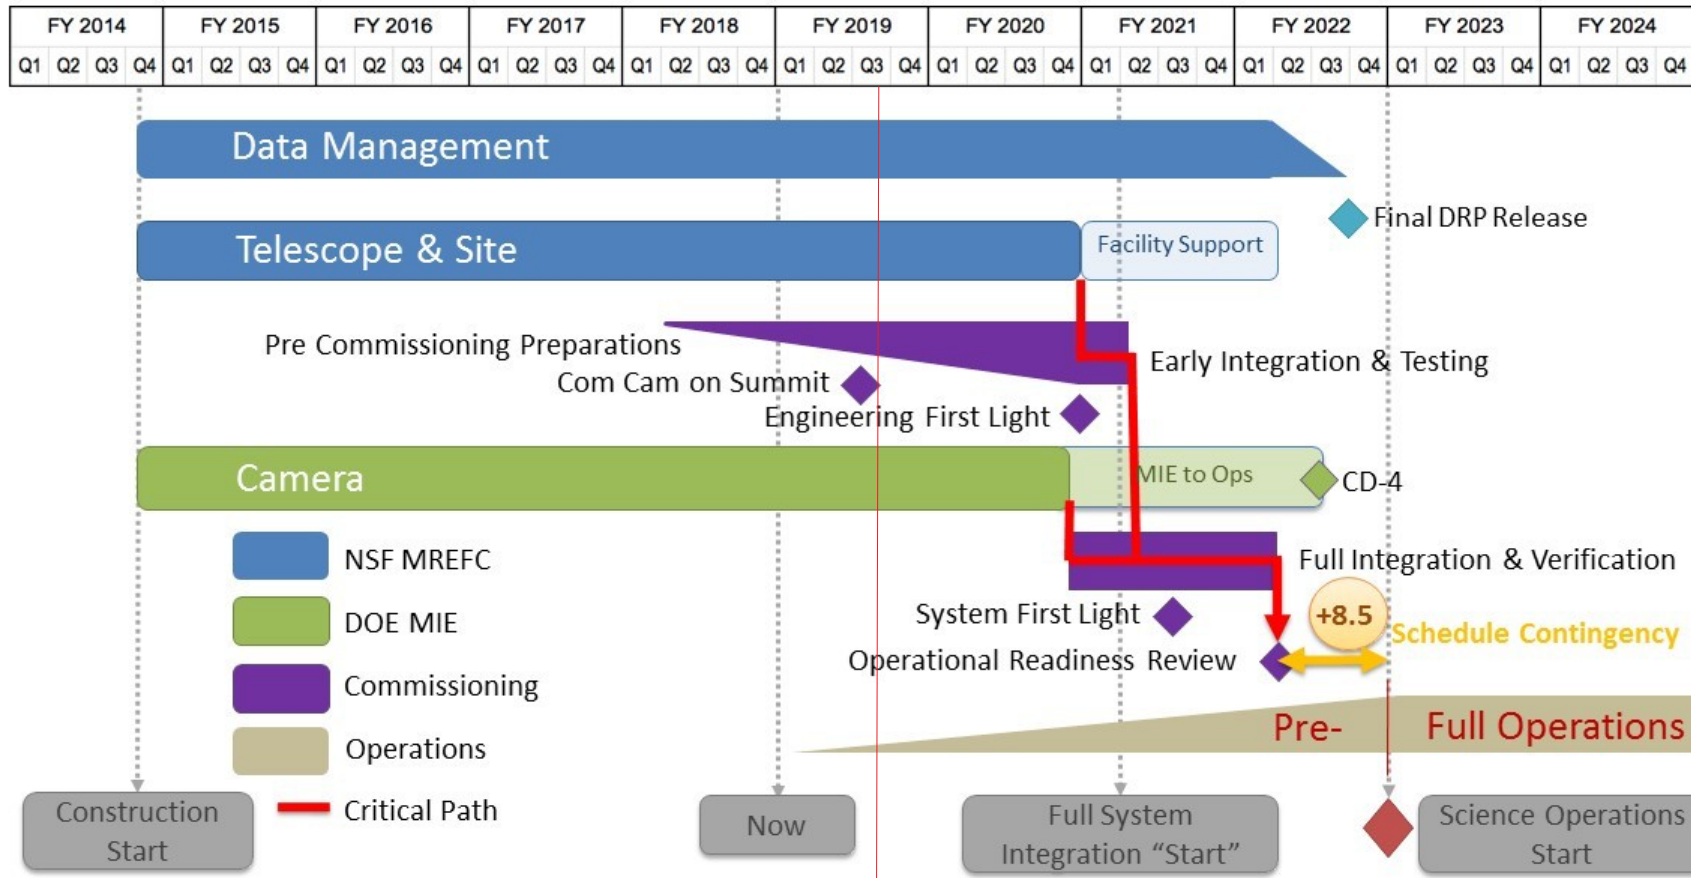 FY 2014 FY 2015 FY 2016 FY 2017 FY 2018 FY 2019 FY 2020 FY 2021 FY 2022 FY 2023 FY 2024
Q1 Q2 Q3 Q4 Q1 Q2 Q3 Q4 Q1 Q2 Q3 Q4 Q1 Q2 Q3 Q4 Q1 Q2 Q3 Q4 Q1 Q2 Q3 Q4 Q1 Q2 Q3 Q4 Q1 Q2 Q3 Q4 Q1 Q2 Q3 Q4 Q1 Q2 Q3 Q4 Q1 Q2 Q3 Q4
Data Management
Final DRP Release
Telescope & Site
Facility Support
Pre Commissioning Preparations
Early Integration & Testing
Com Cam on Summit
Engineering First Light
Camera
MIE to Ops
CD-4
NSF MREFC
Full Integration & Verification
DOE MIE
System First Light
+8.5
Schedule Contingency
Operational Readiness Review
Commissioning
Operations
Pre-
Full Operations
Critical Path
Construction
Start
Now
Full System
Integration “Start”
Science Operations
Start